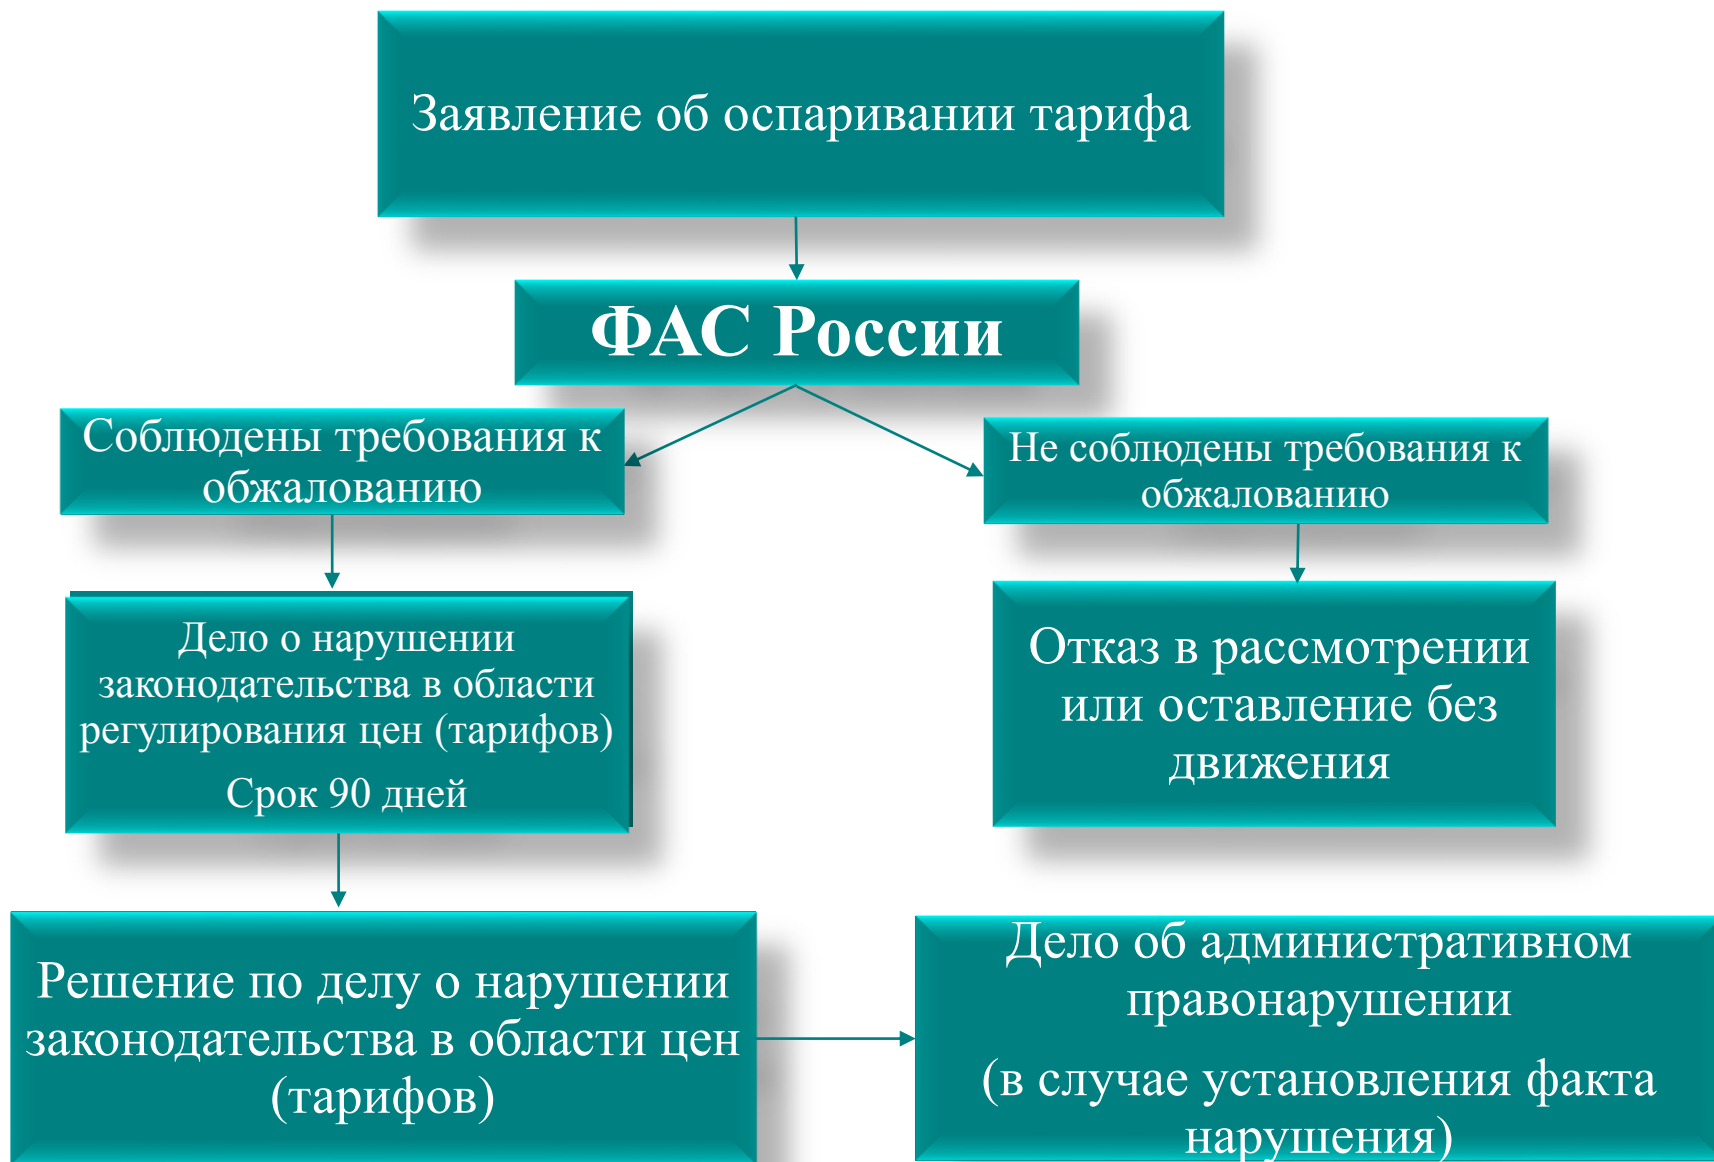 Заявление об оспаривании тарифа
ФАС России
Соблюдены требования к
обжалованию
Не соблюдены требования к
обжалованию
Дело о нарушении
законодательства в области
регулирования цен (тарифов)
Срок 90 дней
Отказ в рассмотрении
или оставление без
движения
Решение по делу о нарушении
законодательства в области цен
(тарифов)
Дело об административном
правонарушении
(в случае установления факта
нарушения)